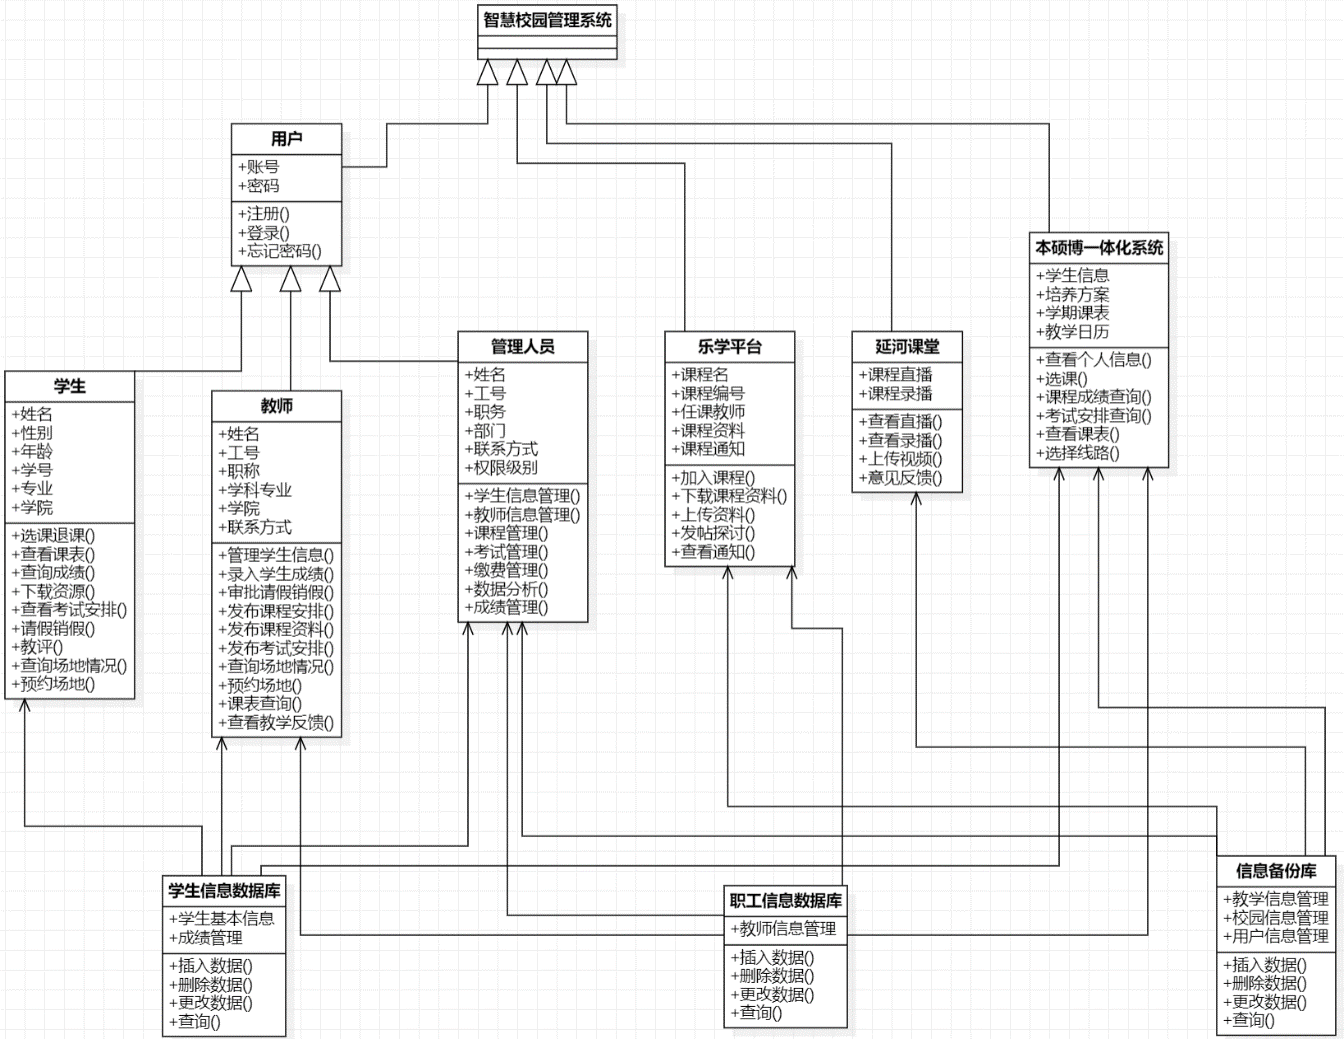 智慧校园管理系统
用户
+账号
+密码
+注册()
+登录()
+忘记密码()
本硕博一体化系统
+学生信息
+培养方案
+学期课表
+教学日历
+查看个人信息()
+选课()
+课程成绩查询()
+考试安排查询()
+查看课表()
+选择线路()
学生
+姓名
+性别
+年龄
+学号
+专业
+学院
+选课退课()
+查看课表()
+查询成绩()
+下载资源()
+查看考试安排()
+请假销假()
+教评()
+查询场地情况()
+预约场地()
教师
+姓名
+工号
+职称
+学科专业
+学院
+联系方式
+管理学生信息()
+录入学生成绩()
+审批请假销假()
+发布课程安排()
+发布课程资料()
+发布考试安排()
+查询场地情况()
+预约场地()
+课表查询()
+查看教学反馈()
管理人员
+姓名
+工号
+职务
+部门
+联系方式
+权限级别
+学生信息管理()
+教师信息管理()
+课程管理()
+考试管理()
+缴费管理()
+数据分析()
+成绩管理()
乐学平台
+课程名
+课程编号
+任课教师
+课程资料
+课程通知
+加入课程()
+下载课程资料()
+上传资料()
+发帖探讨()
+查看通知()
延河课堂
+课程直播
+课程录播
+查看直播()
+查看录播()
+上传视频()
+意见反馈()
学生信息数据库
+学生基本信息
+成绩管理
+插入数据()
+删除数据()
+更改数据()
+查询()
职工信息数据库
+教师信息管理
+插入数据()
+删除数据()
+更改数据()
+查询()
信息备份库
+教学信息管理
+校园信息管理
+用户信息管理
+插入数据()
+删除数据()
+更改数据()
+查询()